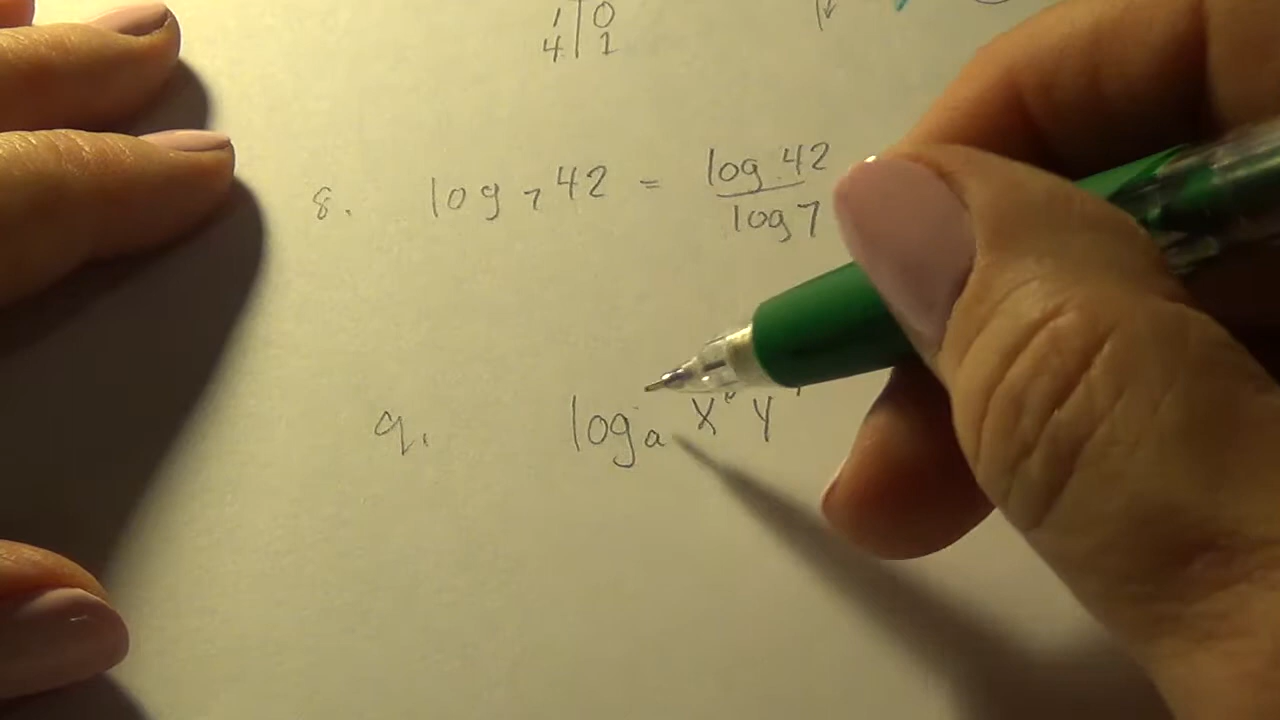 1 | 0
4 | 1
8. log₇ 42 = log 42 / log 7
9. logₐ x y